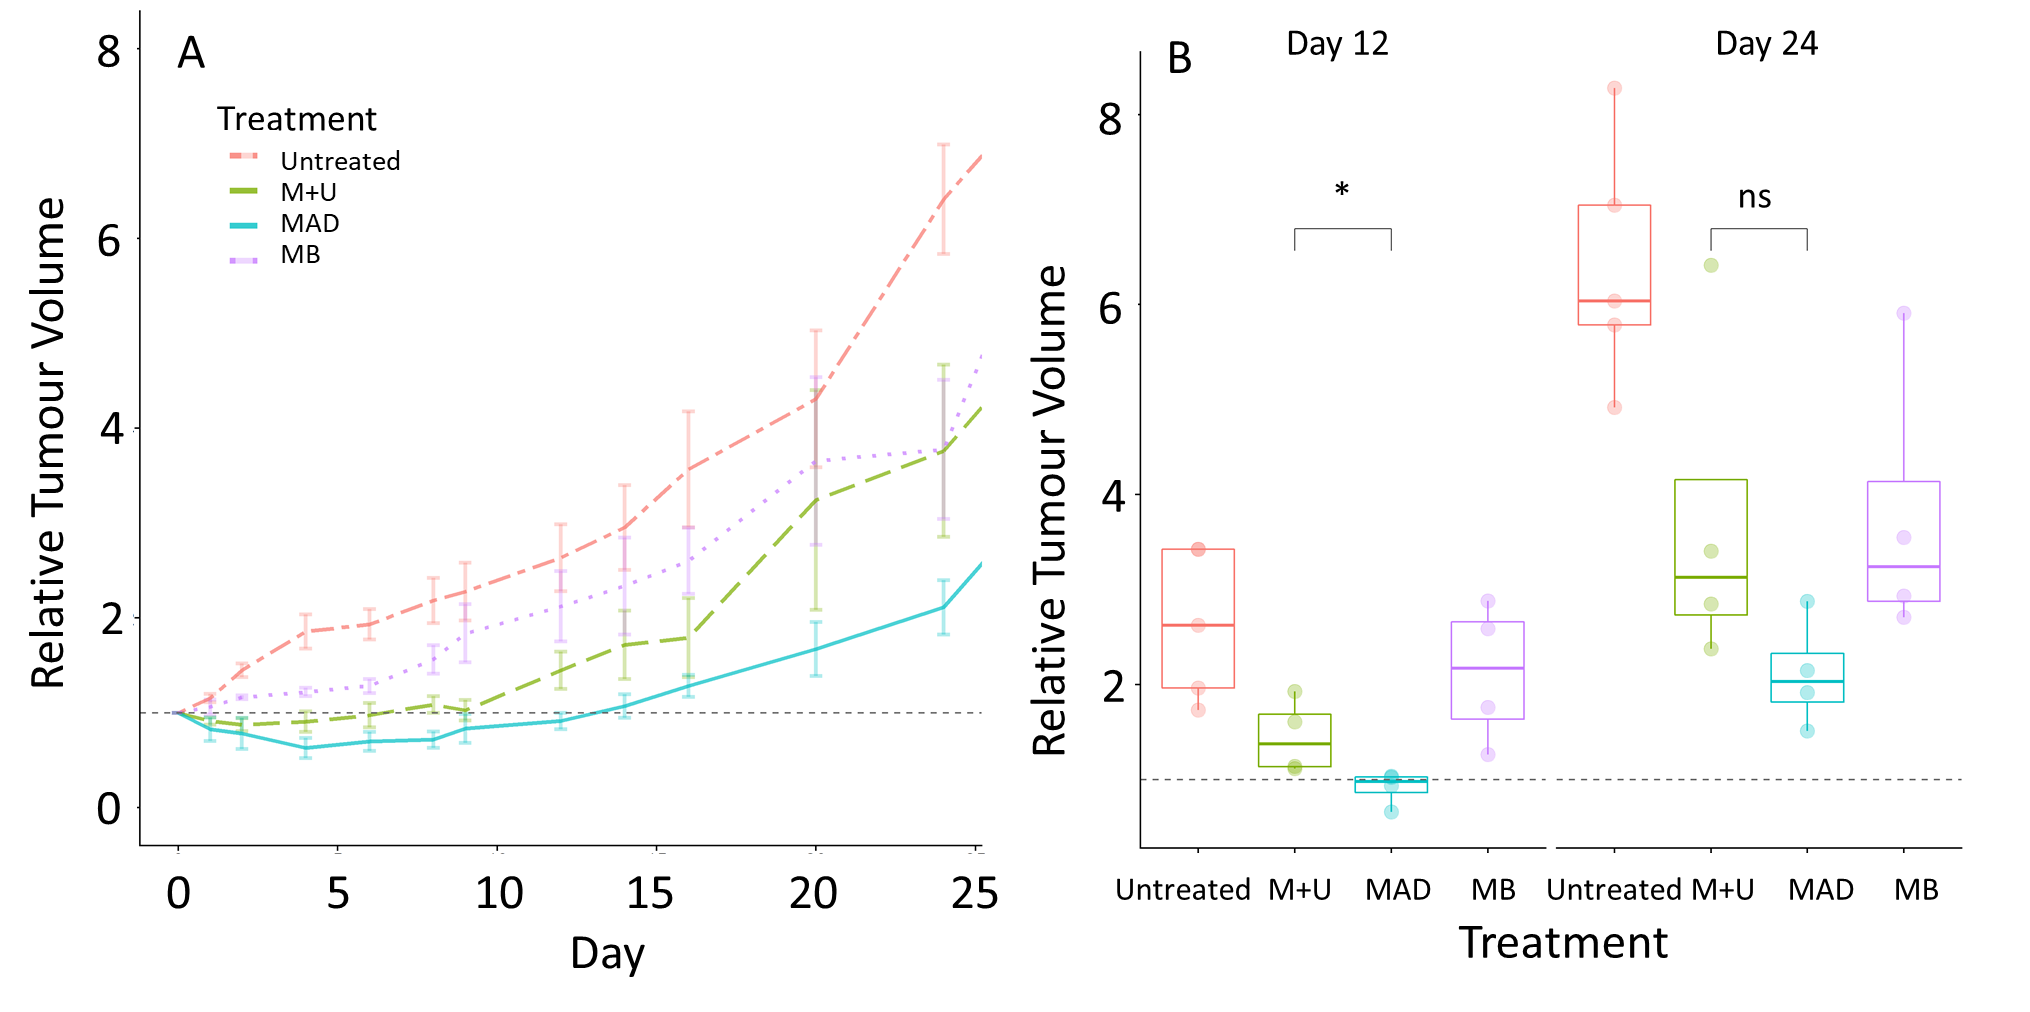 A
8
6
4
2
0
Relative Tumour Volume
Treatment
Untreated
M+U
MAD
MB
0 5 10 15 20 25
Day
B
Day 12 Day 24
8
6
4
2
Relative Tumour Volume
*
ns
Untreated M+U MAD MB Untreated M+U MAD MB
Treatment